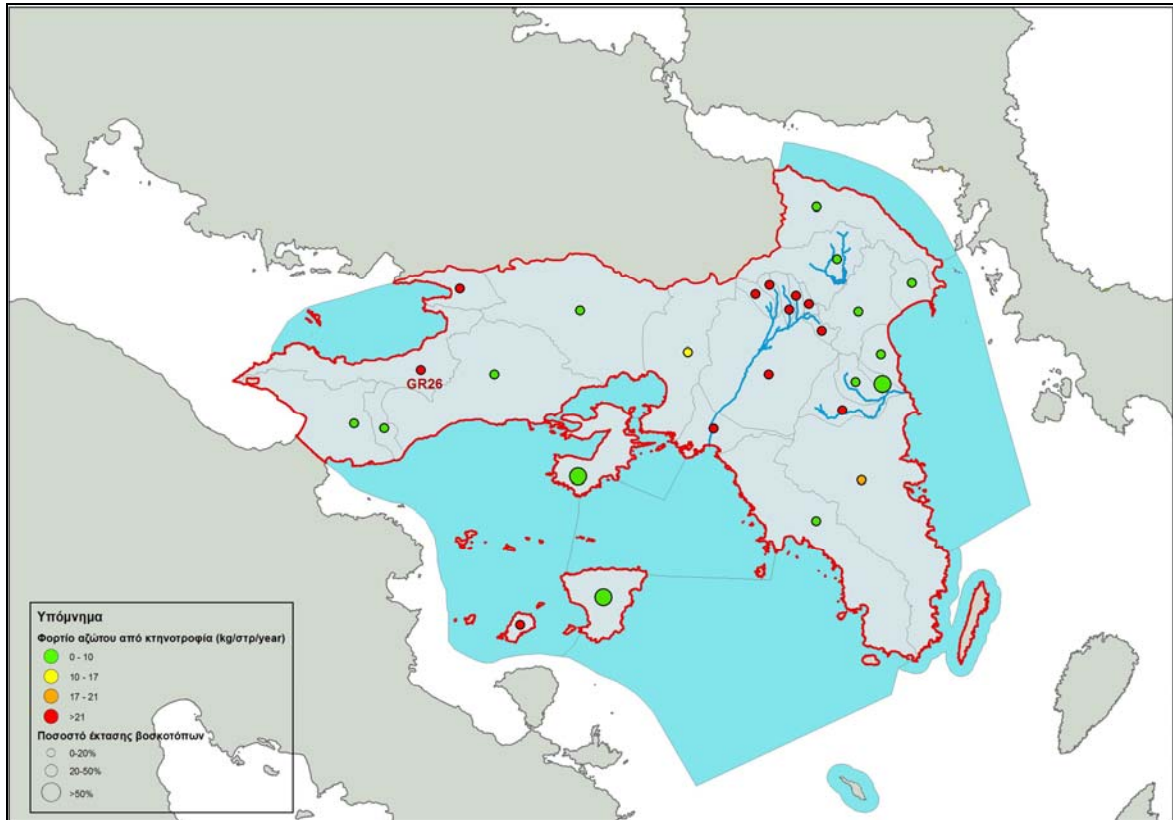 GR26
Υπόμνημα
Φορτίο αζώτου από κτηνοτροφία (kg/στρ/year)
0 - 10
10 - 17
17 - 21
>21
Ποσοστό έκτασης βοσκοτόπων
0-20%
20-50%
>50%